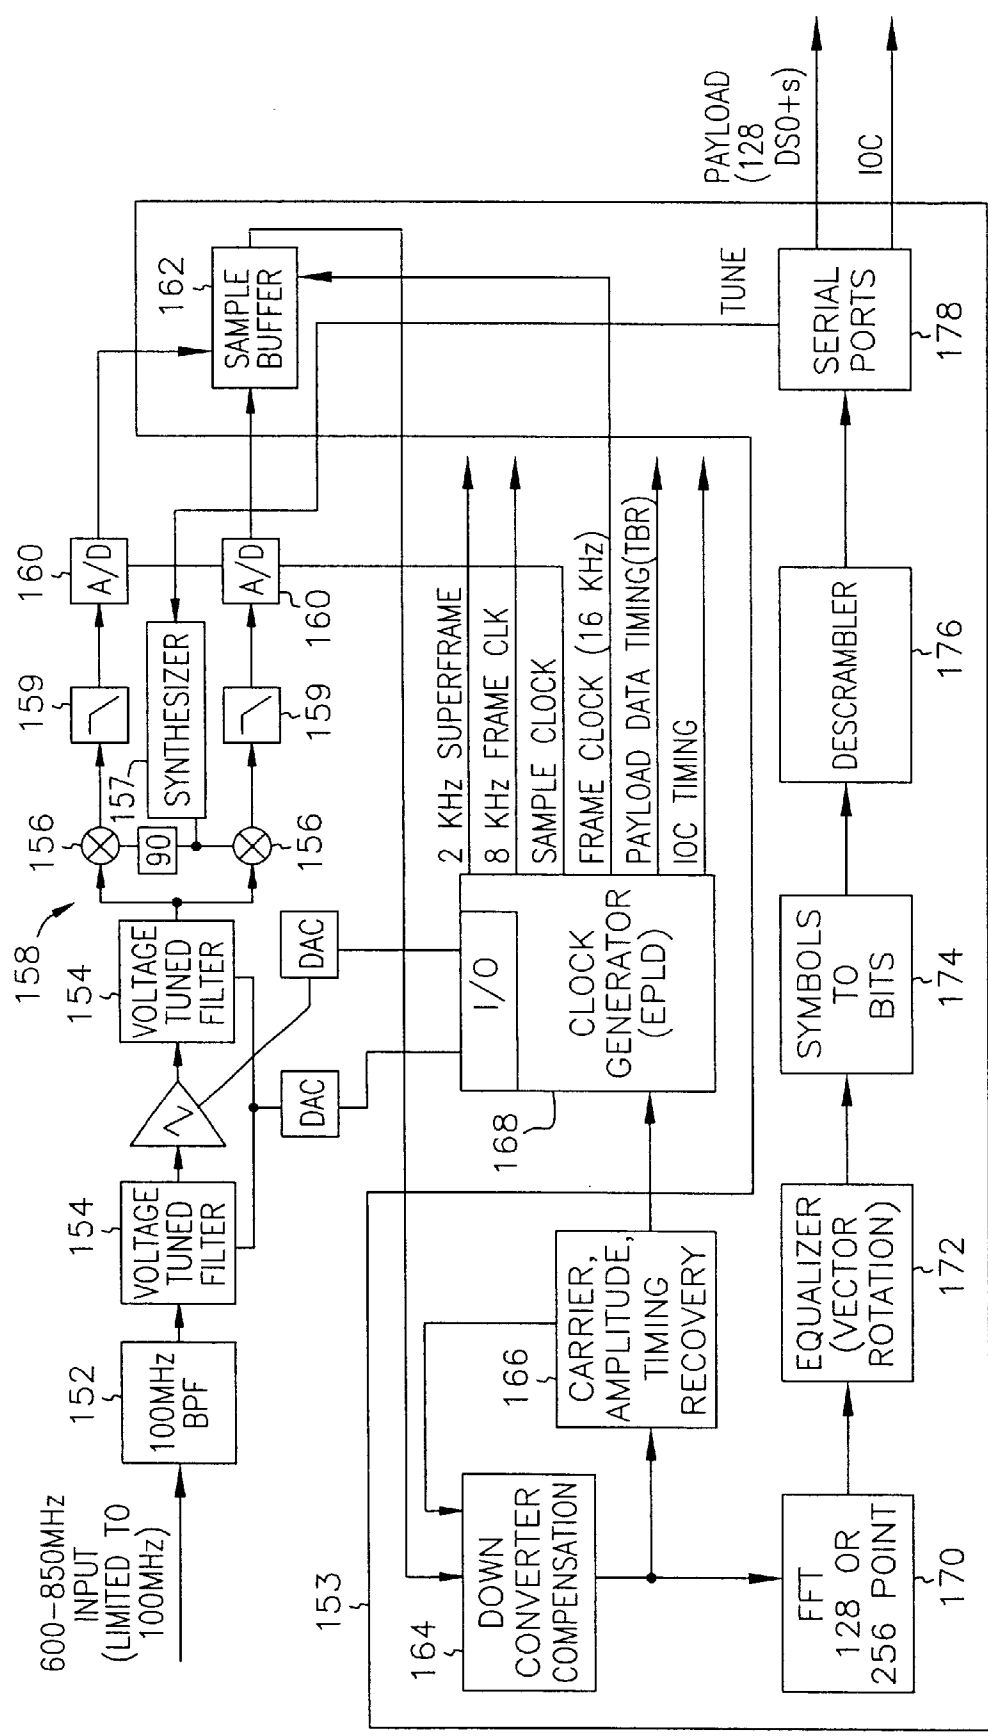 600-850MHz
INPUT
(LIMITED TO
100MHz)
152
100MHz
BPF
154
VOLTAGE
TUNED
FILTER
154
VOLTAGE
TUNED
FILTER
158
156
90
156
157
SYNTHESIZER
159
159
160
A/D
A/D
160
162
SAMPLE
BUFFER
DAC
DAC
I/O
CLOCK
GENERATOR
(EPLD)
168
2 KHz SUPERFRAME
8 KHz FRAME CLK
SAMPLE CLOCK
FRAME CLOCK (16 KHz)
PAYLOAD DATA TIMING(TBR)
IOC TIMING
153
164
DOWN
CONVERTER
COMPENSATION
166
CARRIER,
AMPLITUDE,
TIMING
RECOVERY
FFT
128 OR
256 POINT
170
EQUALIZER
(VECTOR
ROTATION)
172
SYMBOLS
TO
BITS
174
DESCRAMBLER
176
SERIAL
PORTS
178
TUNE
PAYLOAD
(128
DS0+s)
IOC